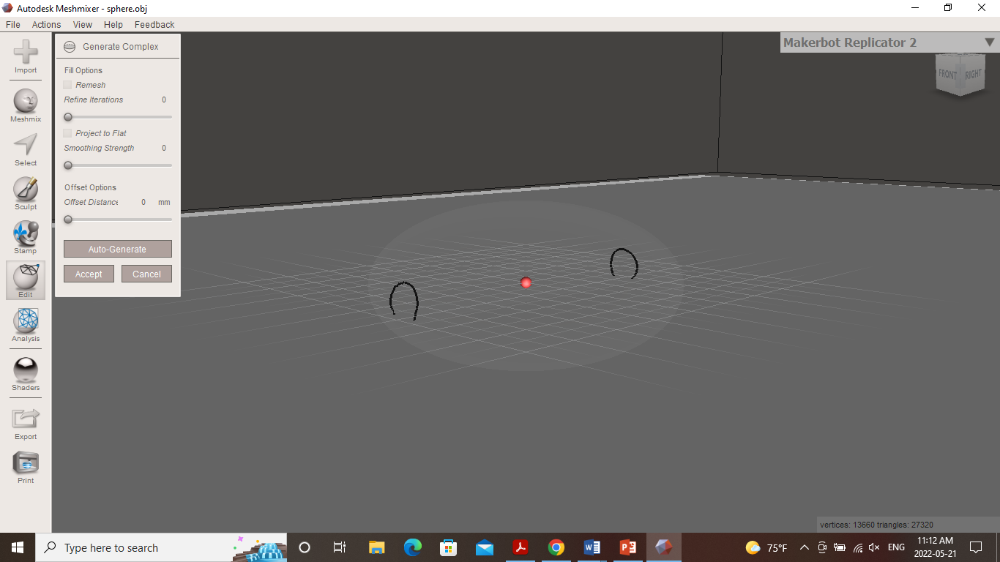 Autodesk Meshmixer - sphere.obj
File Actions View Help Feedback
Import
Meshmix
Select
Sculpt
Stamp
Edit
Analysis
Shaders
Export
Print
Generate Complex
Fill Options
Remesh
Refine Iterations 0
Project to Flat
Smoothing Strength 0
Offset Options
Offset Distance 0 mm
Auto-Generate
Accept Cancel
Makerbot Replicator 2
FRONT RIGHT
vertices: 13660 triangles: 27320
Type here to search
75°F
ENG
11:12 AM
2022-05-21